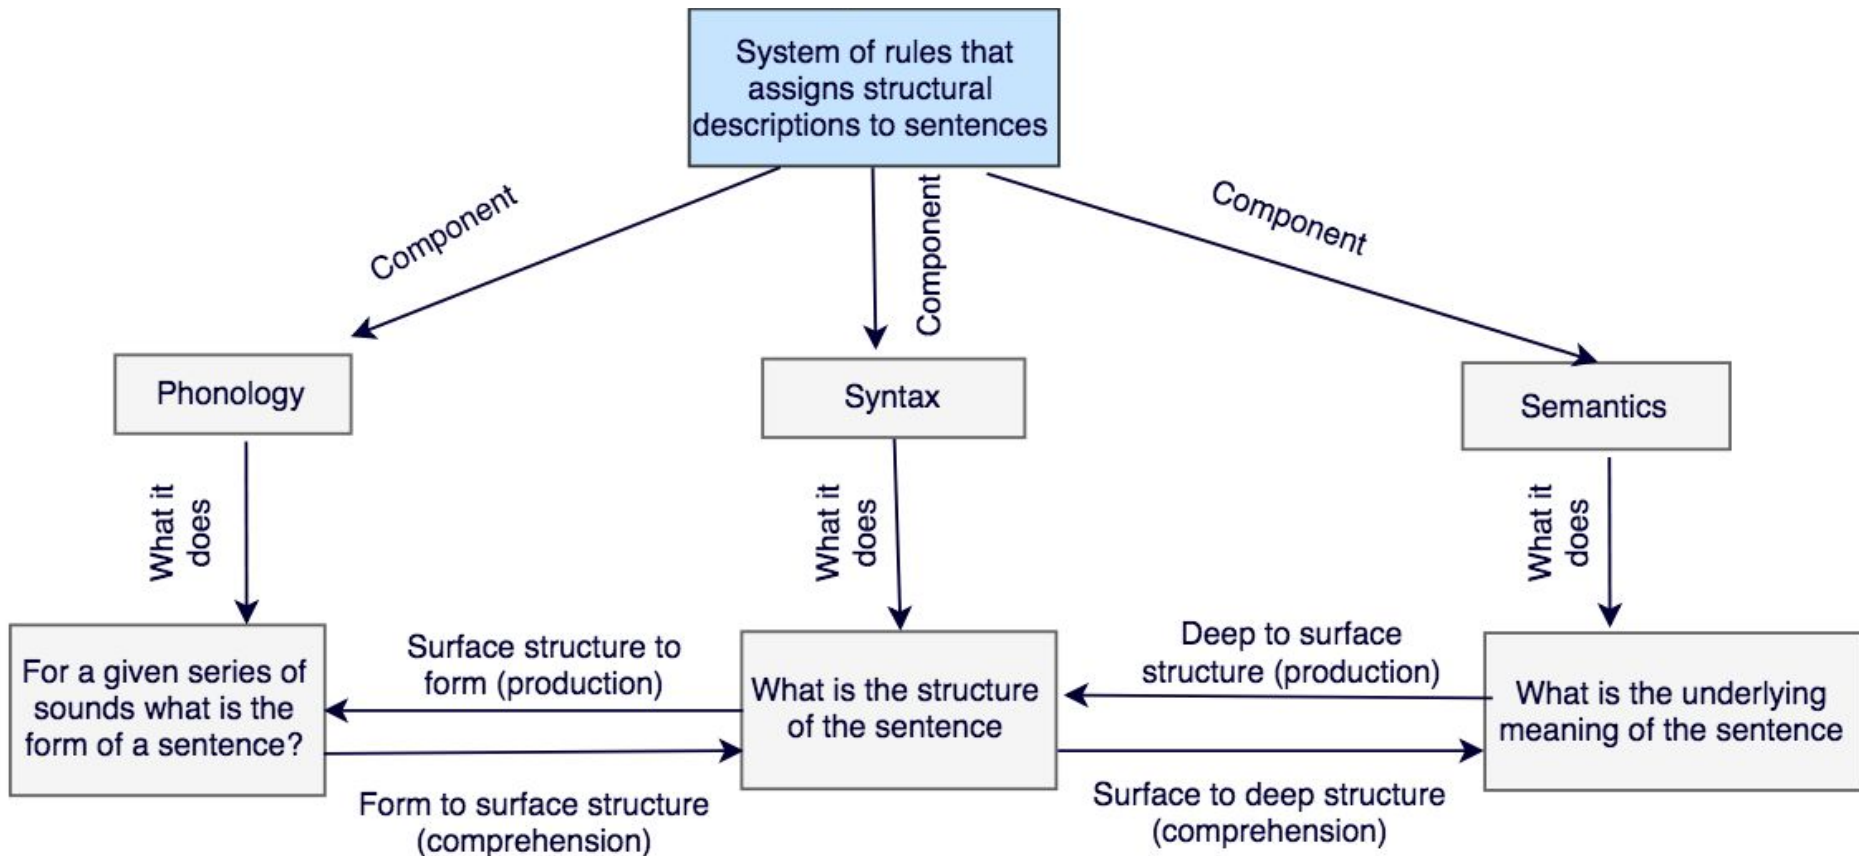 System of rules that
assigns structural
descriptions to sentences
Component
Component
Component
Phonology
Syntax
Semantics
What it
does
What it
does
What it
does
For a given series of
sounds what is the
form of a sentence?
Surface structure to
form (production)
Form to surface structure
(comprehension)
What is the structure
of the sentence
Deep to surface
structure (production)
Surface to deep structure
(comprehension)
What is the underlying
meaning of the sentence